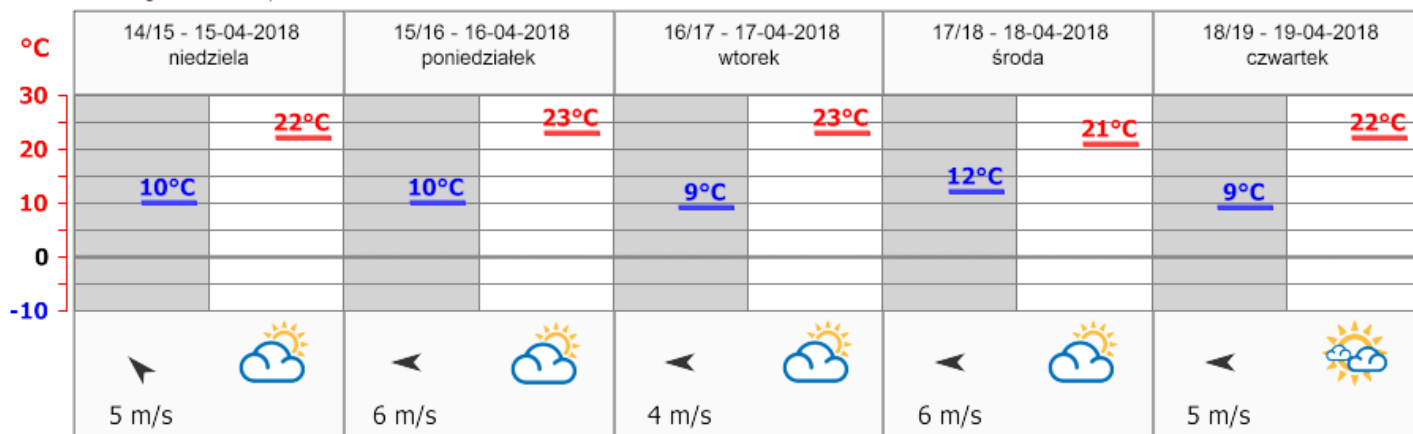 °C
14/15 - 15-04-2018
niedziela
15/16 - 16-04-2018
poniedziałek
16/17 - 17-04-2018
wtorek
17/18 - 18-04-2018
środa
18/19 - 19-04-2018
czwartek
30
20
10
0
-10
22°C
23°C
23°C
21°C
22°C
10°C
10°C
9°C
12°C
9°C
5 m/s
6 m/s
4 m/s
6 m/s
5 m/s